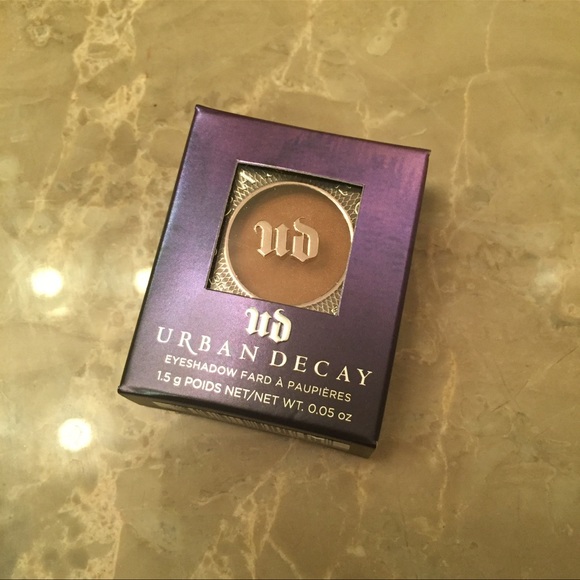 ud
ud
URBAN DECAY
EYESHADOW FARD À PAUPIÈRES
1.5 g POIDS NET/NET WT. 0.05 oz